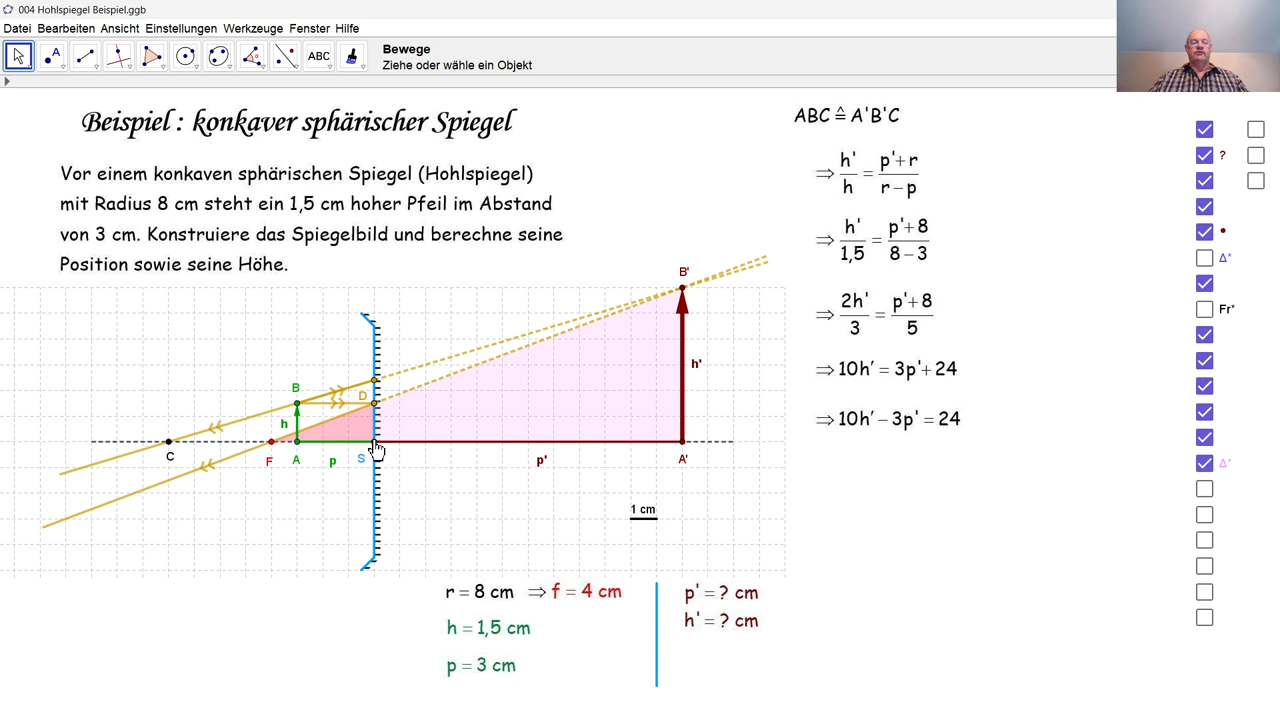 004 Hohlspiegel Beispiel.ggb
Datei Bearbeiten Ansicht Einstellungen Werkzeuge Fenster Hilfe
A
ABC
Bewege
Ziehe oder wähle ein Objekt
Beispiel : konkaver sphärischer Spiegel
Vor einem konkaven sphärischen Spiegel (Hohlspiegel)
mit Radius 8 cm steht ein 1,5 cm hoher Pfeil im Abstand
von 3 cm. Konstruiere das Spiegelbild und berechne seine
Position sowie seine Höhe.
ABC ≙ A'B'C
⇒ h'/h = p'+r/r−p
⇒ h'/1,5 = p'+8/8−3
⇒ 2h'/3 = p'+8/5
⇒ 10h' = 3p'+24
⇒ 10h' − 3p' = 24
?
Δ*
Fr*
Δ*
B'
B
D
h
h'
C
F
A
p
S
p'
A'
1 cm
r = 8 cm ⇒ f = 4 cm
h = 1,5 cm
p = 3 cm
p' = ? cm
h' = ? cm